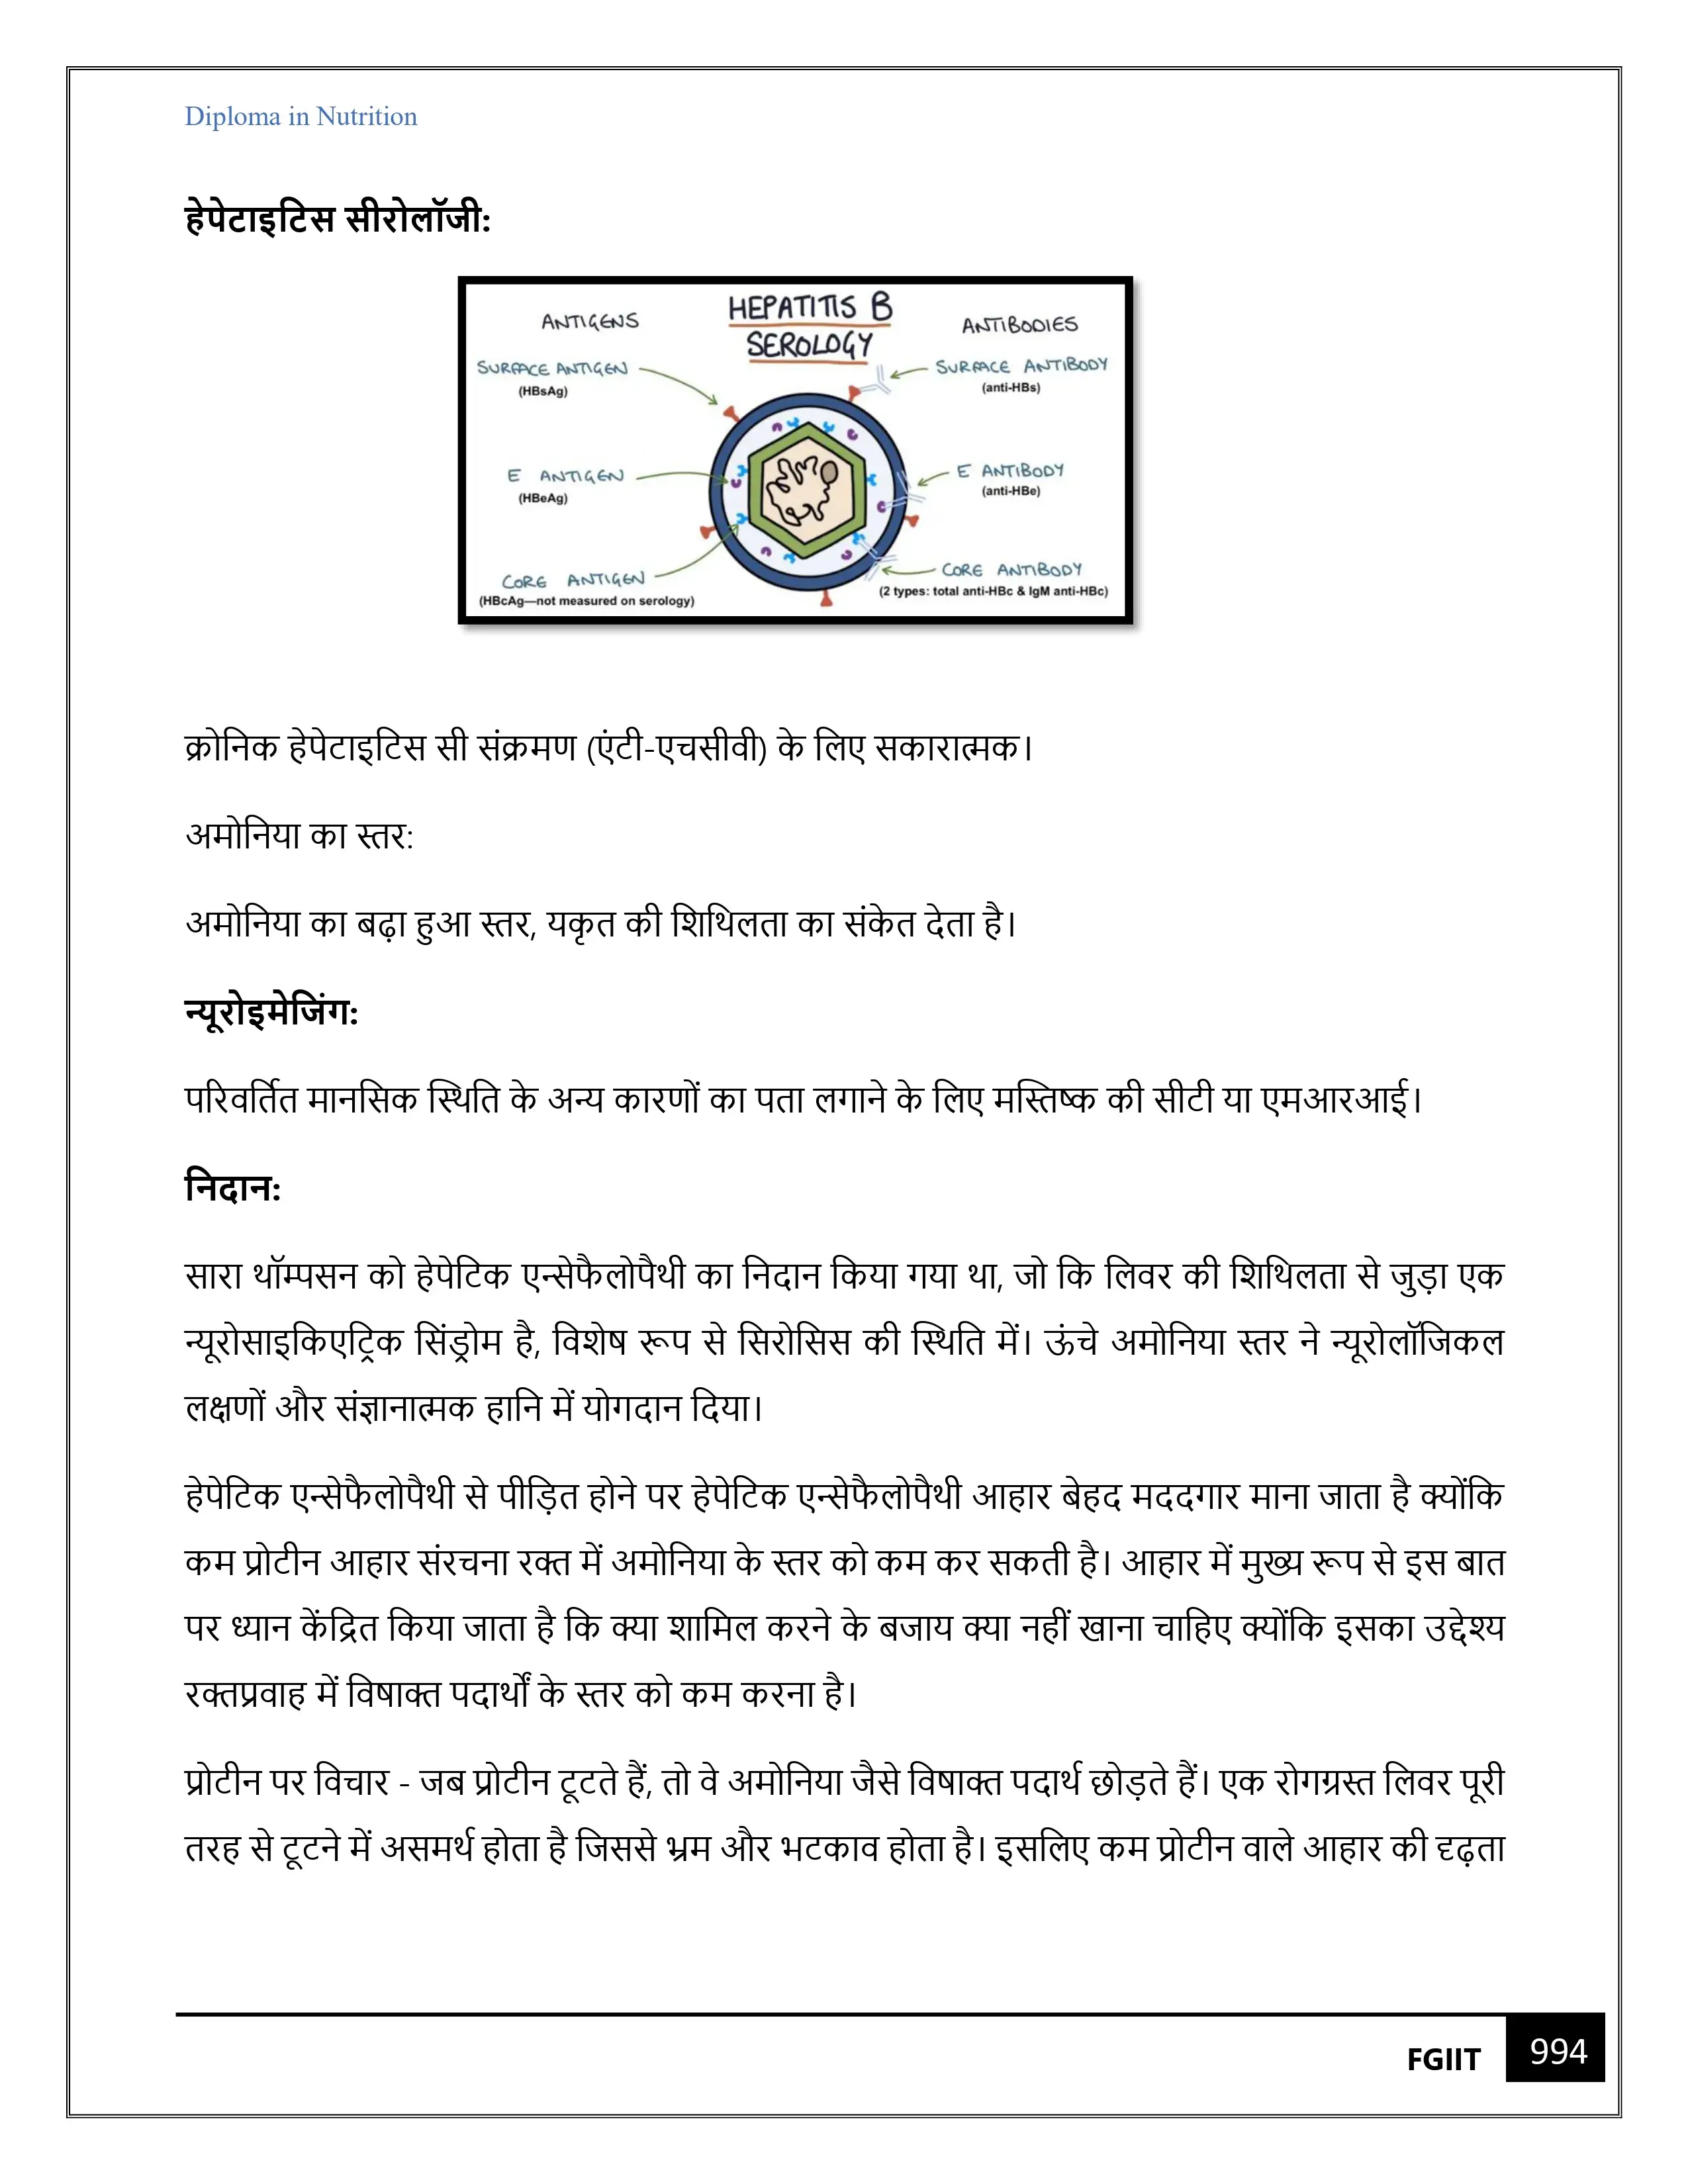 Diploma in Nutrition
हेपेटाइटिस सीरोलॉजी:
HEPATITIS B
SEROLOGY
ANTIGENS
SURFACE ANTIGEN
(HBsAg)
E ANTIGEN
(HBeAg)
CORE ANTIGEN
(HBcAg—not measured on serology)
ANTIBODIES
SURFACE ANTIBODY
(anti-HBs)
E ANTIBODY
(anti-HBe)
CORE ANTIBODY
(2 types: total anti-HBc & IgM anti-HBc)
क्रोनिक हेपेटाइटिस सी संक्रमण (एंटी-एचसीवी) के लिए सकारात्मक।
अमोनिया का स्तर:
अमोनिया का बढ़ा हुआ स्तर, यकृत की शिथिलता का संकेत देता है।
न्यूरोइमेजिंग:
परिवर्तित मानसिक स्थिति के अन्य कारणों का पता लगाने के लिए मस्तिष्क की सीटी या एमआरआई।
निदान:
सारा थॉम्पसन को हेपेटिक एन्सेफैलोपैथी का निदान किया गया था, जो कि लिवर की शिथिलता से जुड़ा एक
न्यूरोसाइकिएट्रिक सिंड्रोम है, विशेष रूप से सिरोसिस की स्थिति में। ऊंचे अमोनिया स्तर ने न्यूरोलॉजिकल
लक्षणों और संज्ञानात्मक हानि में योगदान दिया।
हेपेटिक एन्सेफैलोपैथी से पीड़ित होने पर हेपेटिक एन्सेफैलोपैथी आहार बेहद मददगार माना जाता है क्योंकि
कम प्रोटीन आहार संरचना रक्त में अमोनिया के स्तर को कम कर सकती है। आहार में मुख्य रूप से इस बात
पर ध्यान केंद्रित किया जाता है कि क्या शामिल करने के बजाय क्या नहीं खाना चाहिए क्योंकि इसका उद्देश्य
रक्तप्रवाह में विषाक्त पदार्थों के स्तर को कम करना है।
प्रोटीन पर विचार - जब प्रोटीन टूटते हैं, तो वे अमोनिया जैसे विषाक्त पदार्थ छोड़ते हैं। एक रोगग्रस्त लिवर पूरी
तरह से टूटने में असमर्थ होता है जिससे भ्रम और भटकाव होता है। इसलिए कम प्रोटीन वाले आहार की दृढ़ता
FGIIT 994